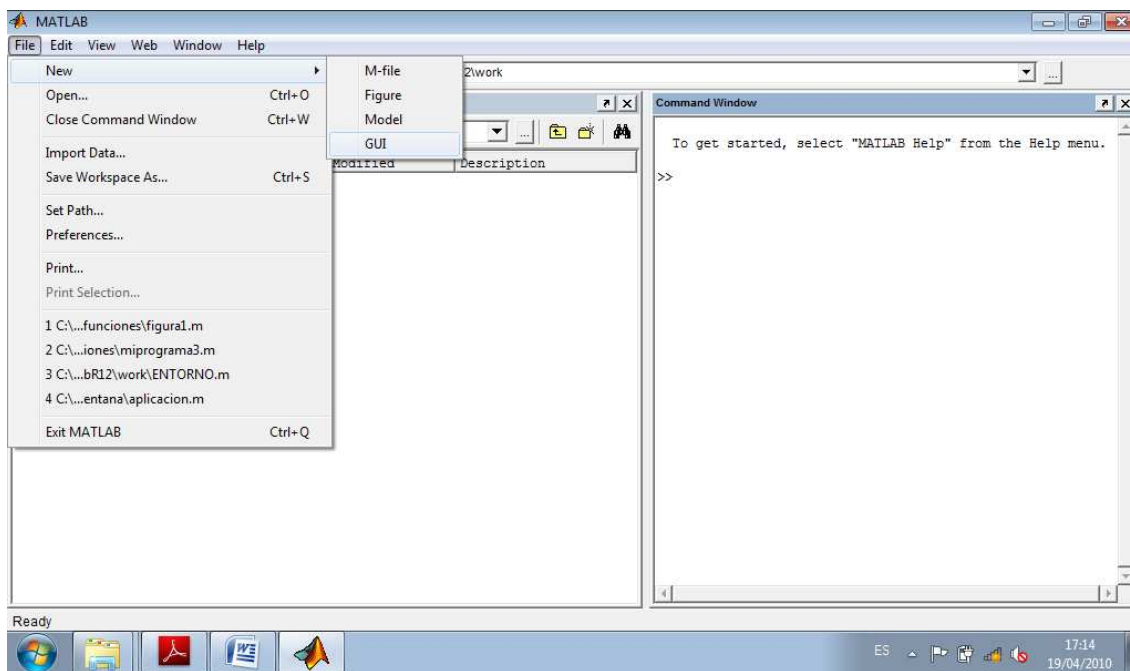 MATLAB
File Edit View Web Window Help
New
Open... Ctrl+O
Close Command Window Ctrl+W
Import Data...
Save Workspace As... Ctrl+S
Set Path...
Preferences...
Print...
Print Selection...
1 C:\...funciones\figura1.m
2 C:\...iones\miprograma3.m
3 C:\...bR12\work\ENTORNO.m
4 C:\...entana\aplicacion.m
Exit MATLAB Ctrl+Q
M-file
Figure
Model
GUI
2\work
...
...
Modified Description
Command Window
To get started, select "MATLAB Help" from the Help menu.
>>
Ready
ES
17:14
19/04/2010